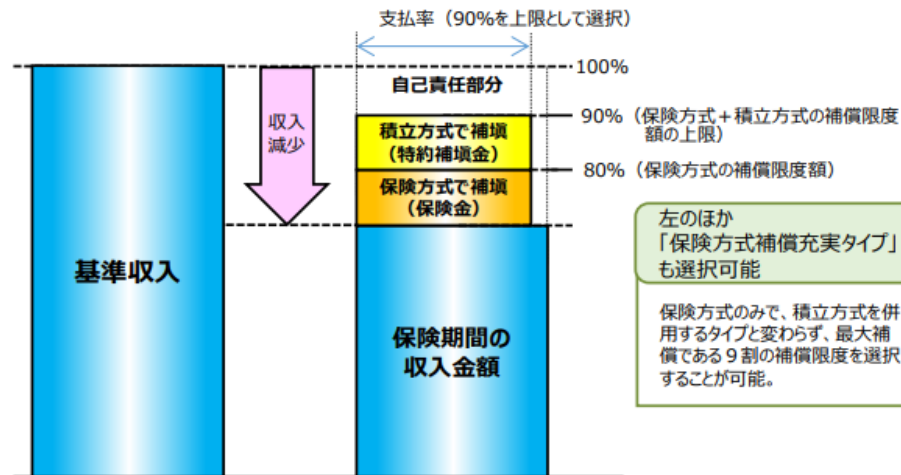 支払率（90%を上限として選択）
100%
自己責任部分
収入
減少
90%（保険方式＋積立方式の補償限度
額の上限）
積立方式で補塡
（特約補塡金）
80%（保険方式の補償限度額）
保険方式で補塡
（保険金）
左のほか
「保険方式補償充実タイプ」
も選択可能
基準収入
保険期間の
収入金額
保険方式のみで、積立方式を併
用するタイプと変わらず、最大補
償である９割の補償限度を選択
することが可能。